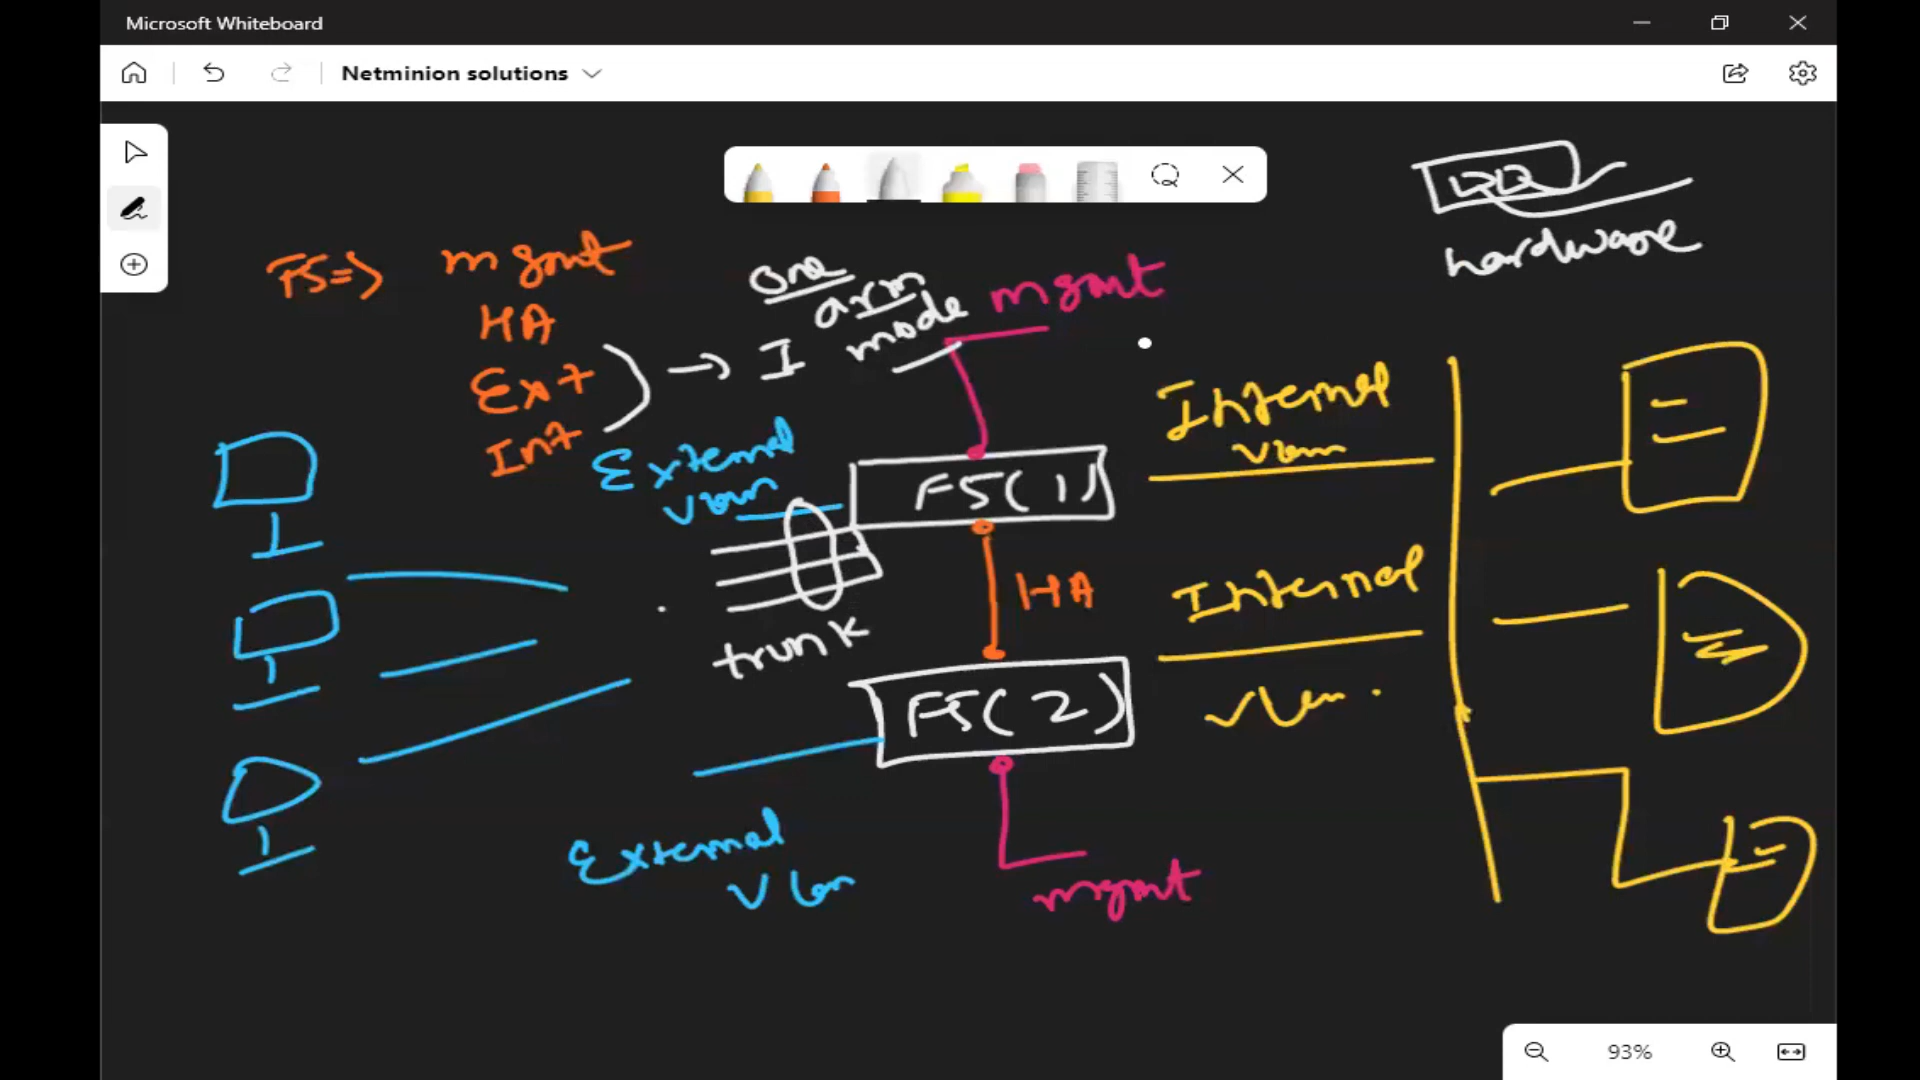 Microsoft Whiteboard
Netminion solutions
hardware
F5=> mgmt
HA
Ext
Int
-> I
one
arm
mode
mgmt
External
vlan
Internal
vlan
F5(1)
HA
trunk
Internal
vlan
F5(2)
External
vlan
mgmt
93%